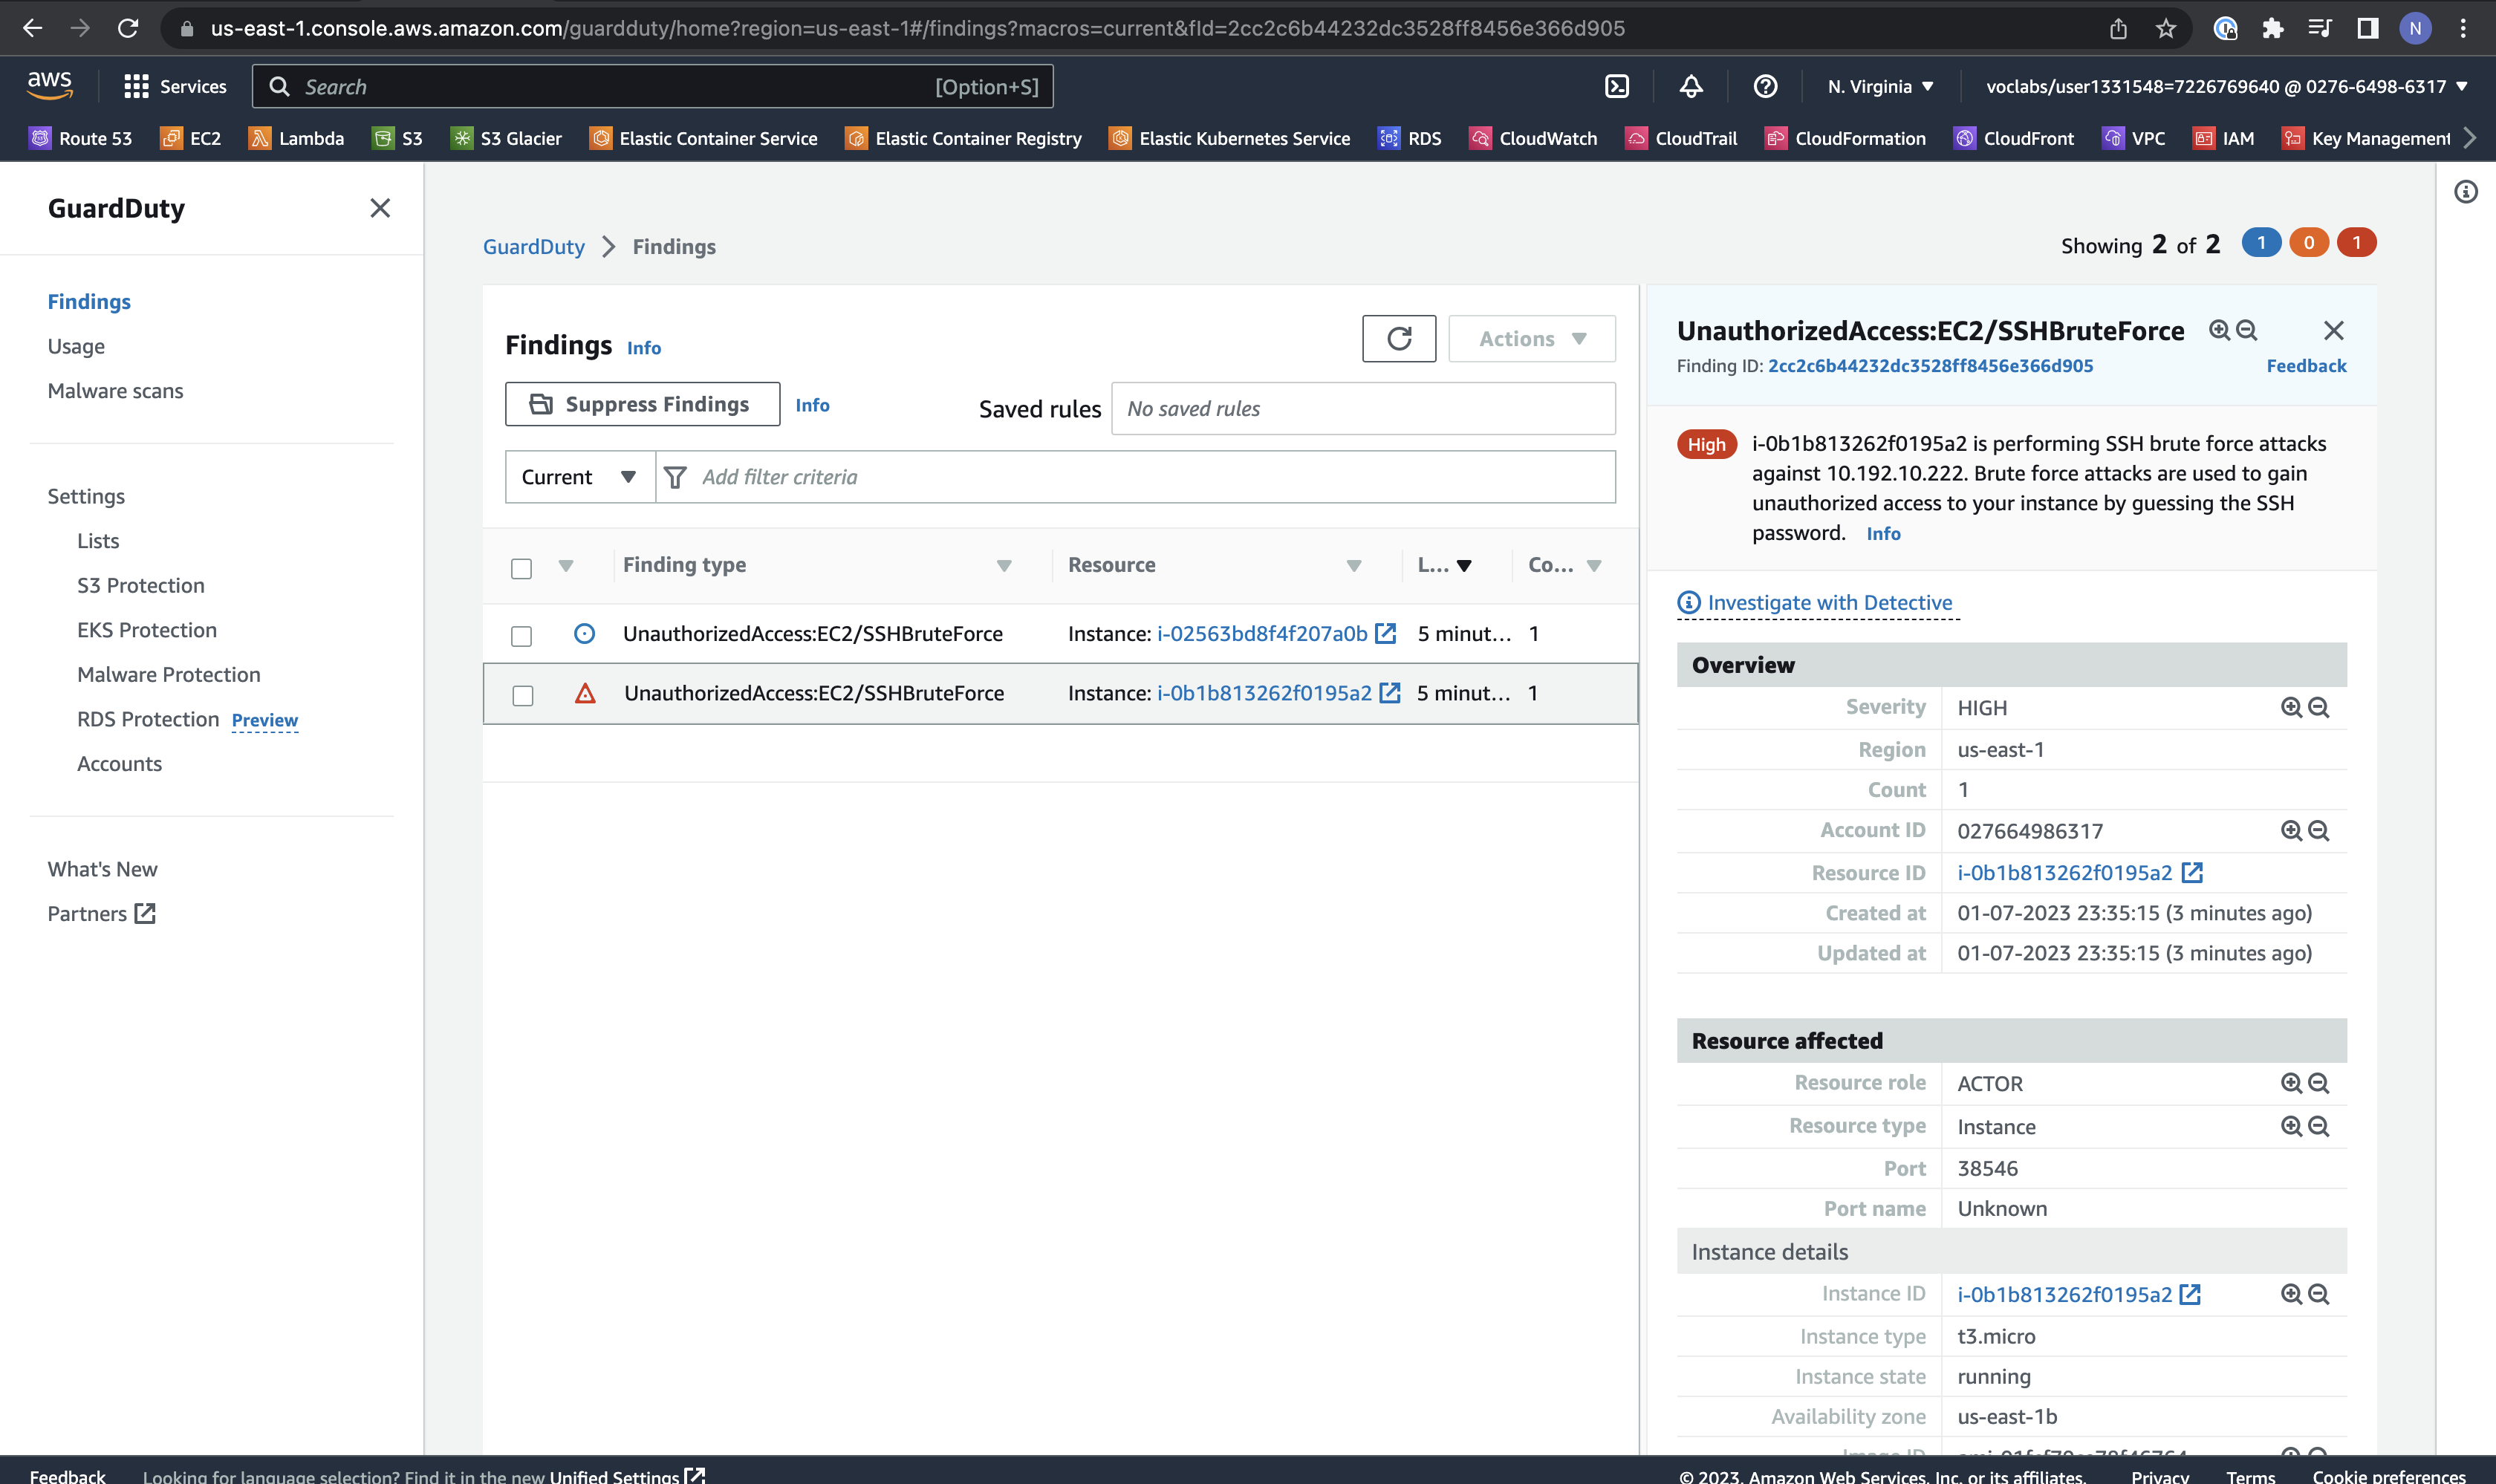 us-east-1.console.aws.amazon.com/guardduty/home?region=us-east-1#/findings?macros=current&fId=2cc2c6b44232dc3528ff8456e366d905
N
aws
Services
Search
[Option+S]
N. Virginia
voclabs/user1331548=7226769640 @ 0276-6498-6317
Route 53
EC2
Lambda
S3
S3 Glacier
Elastic Container Service
Elastic Container Registry
Elastic Kubernetes Service
RDS
CloudWatch
CloudTrail
CloudFormation
CloudFront
VPC
IAM
Key Management
GuardDuty
Findings
Usage
Malware scans
Settings
Lists
S3 Protection
EKS Protection
Malware Protection
RDS Protection Preview
Accounts
What's New
Partners
GuardDuty > Findings
Showing 2 of 2
1
0
1
Findings Info
Actions
Suppress Findings Info
Saved rules
No saved rules
Current
Add filter criteria
Finding type
Resource
L...
Co...
UnauthorizedAccess:EC2/SSHBruteForce Instance: i-02563bd8f4f207a0b 5 minut... 1
UnauthorizedAccess:EC2/SSHBruteForce Instance: i-0b1b813262f0195a2 5 minut... 1
UnauthorizedAccess:EC2/SSHBruteForce
Finding ID: 2cc2c6b44232dc3528ff8456e366d905
Feedback
High
i-0b1b813262f0195a2 is performing SSH brute force attacks
against 10.192.10.222. Brute force attacks are used to gain
unauthorized access to your instance by guessing the SSH
password. Info
Investigate with Detective
Overview
Severity HIGH
Region us-east-1
Count 1
Account ID 027664986317
Resource ID i-0b1b813262f0195a2
Created at 01-07-2023 23:35:15 (3 minutes ago)
Updated at 01-07-2023 23:35:15 (3 minutes ago)
Resource affected
Resource role ACTOR
Resource type Instance
Port 38546
Port name Unknown
Instance details
Instance ID i-0b1b813262f0195a2
Instance type t3.micro
Instance state running
Availability zone us-east-1b
Image ID
Feedback
Looking for language selection? Find it in the new Unified Settings
© 2023, Amazon Web Services, Inc. or its affiliates.
Privacy
Terms
Cookie preferences